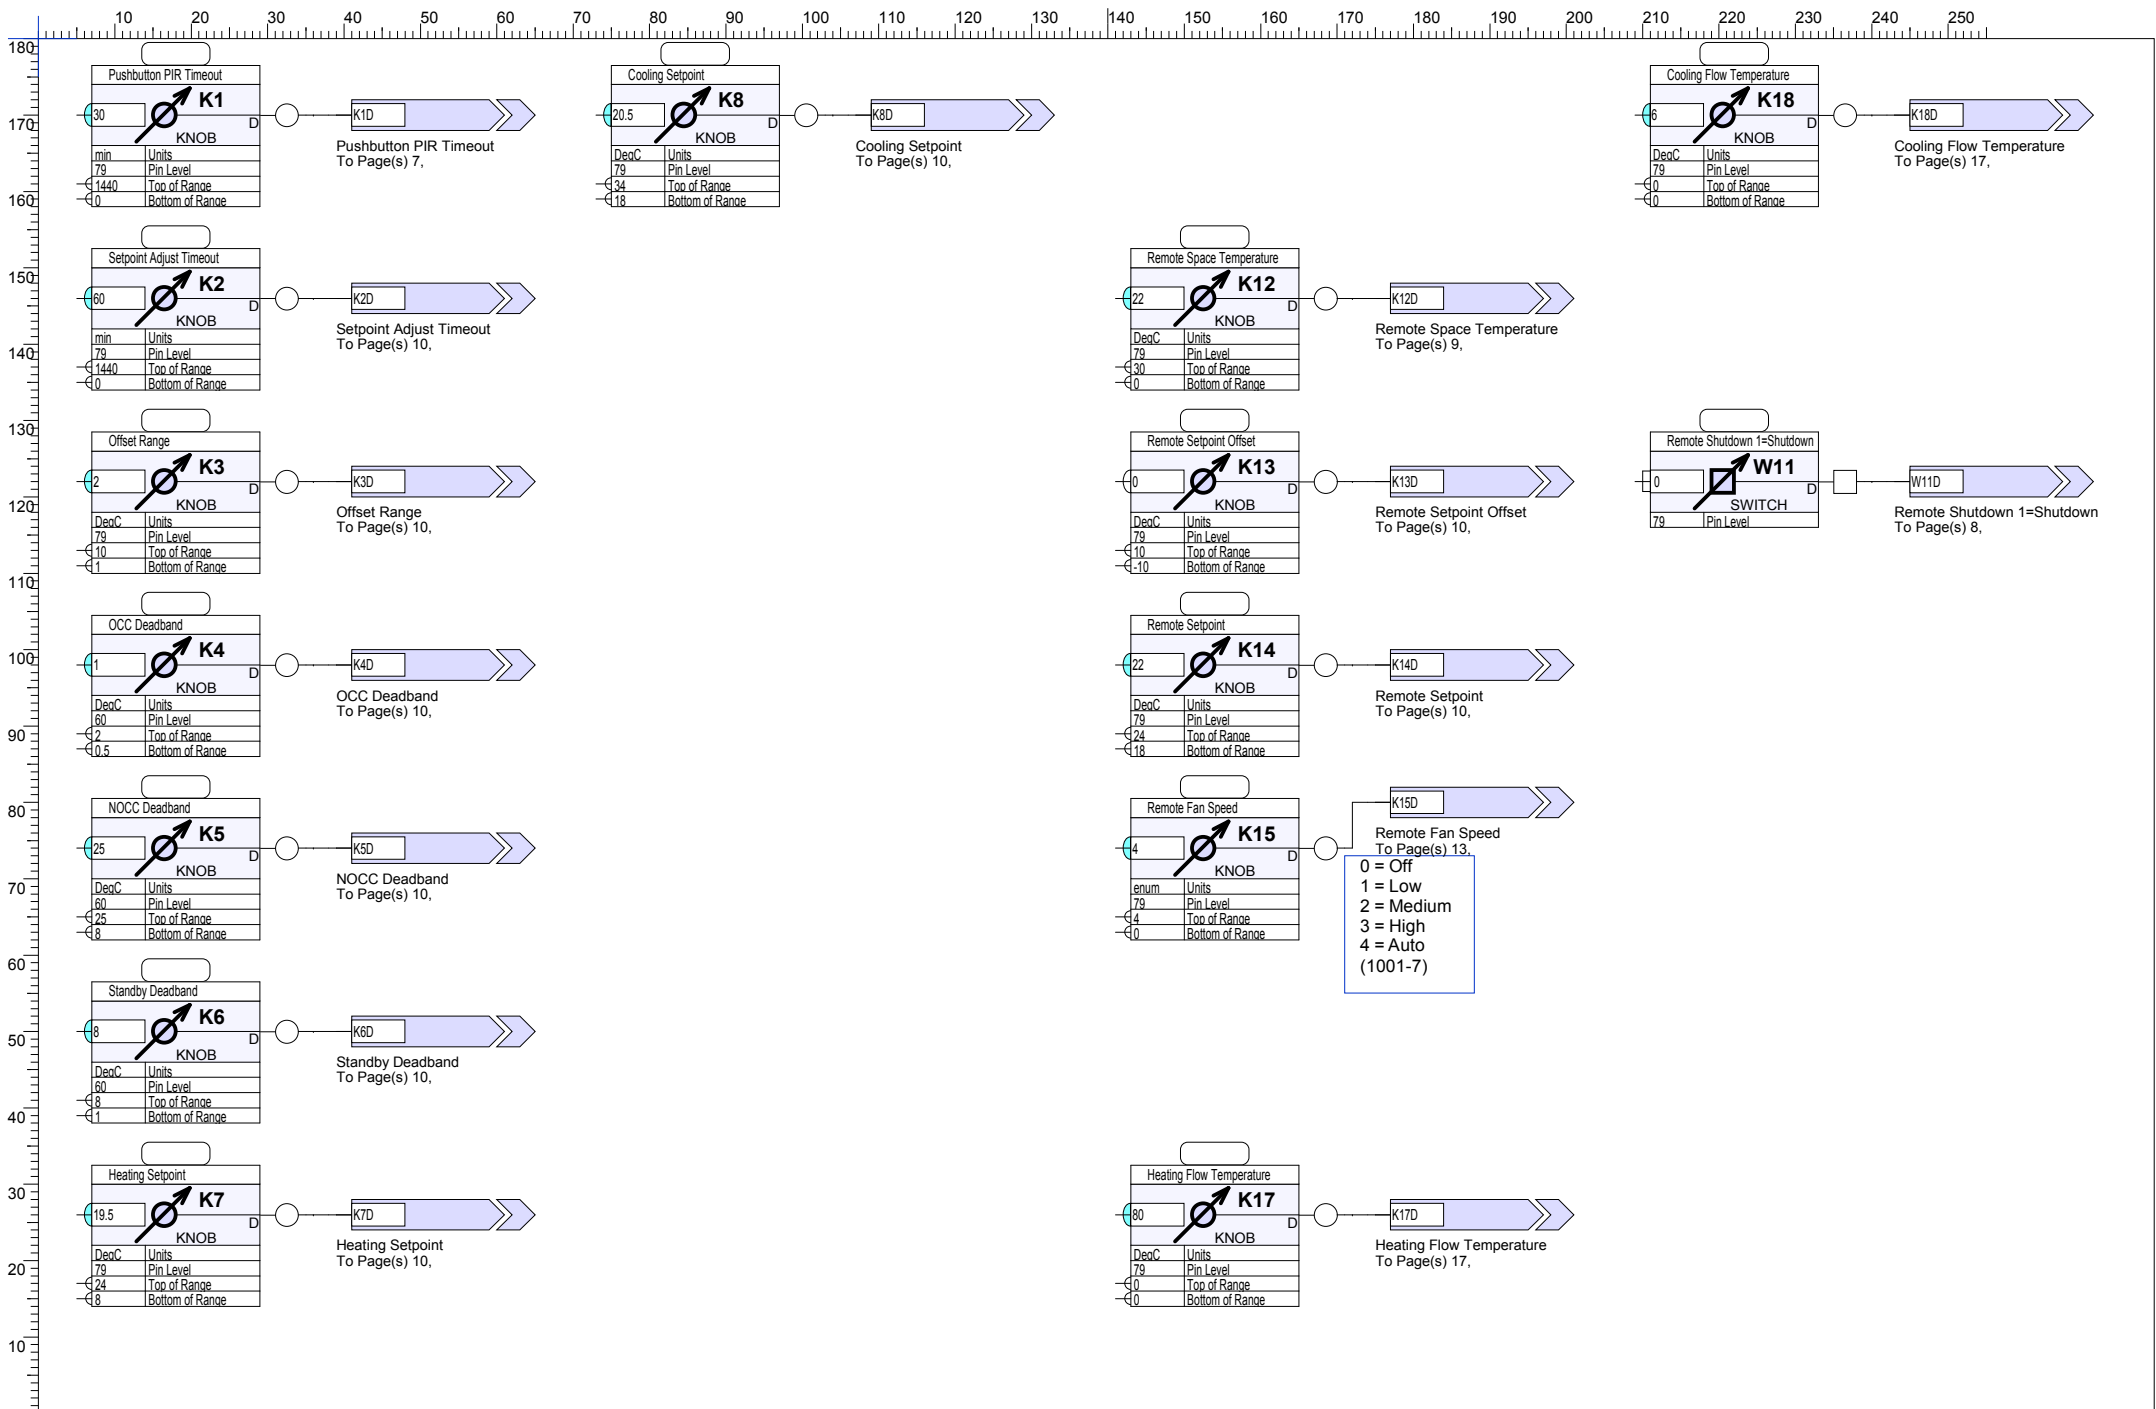 10 20 30 40 50 60 70 80 90 100 110 120 130 140 150 160 170 180 190 200 210 220 230 240 250
180
170
160
150
140
130
120
110
100
90
80
70
60
50
40
30
20
10
Pushbutton PIR Timeout
30
K1
D
KNOB
min Units
79 Pin Level
1440 Top of Range
0 Bottom of Range
K1D
Pushbutton PIR Timeout
To Page(s) 7,
Cooling Setpoint
20.5
K8
D
KNOB
DegC Units
79 Pin Level
34 Top of Range
18 Bottom of Range
K8D
Cooling Setpoint
To Page(s) 10,
Cooling Flow Temperature
6
K18
D
KNOB
DegC Units
79 Pin Level
0 Top of Range
0 Bottom of Range
K18D
Cooling Flow Temperature
To Page(s) 17,
Setpoint Adjust Timeout
60
K2
D
KNOB
min Units
79 Pin Level
1440 Top of Range
0 Bottom of Range
K2D
Setpoint Adjust Timeout
To Page(s) 10,
Remote Space Temperature
22
K12
D
KNOB
DegC Units
79 Pin Level
30 Top of Range
0 Bottom of Range
K12D
Remote Space Temperature
To Page(s) 9,
Offset Range
2
K3
D
KNOB
DegC Units
79 Pin Level
10 Top of Range
1 Bottom of Range
K3D
Offset Range
To Page(s) 10,
Remote Setpoint Offset
0
K13
D
KNOB
DegC Units
79 Pin Level
10 Top of Range
-10 Bottom of Range
K13D
Remote Setpoint Offset
To Page(s) 10,
Remote Shutdown 1=Shutdown
0
W11
D
SWITCH
79 Pin Level
W11D
Remote Shutdown 1=Shutdown
To Page(s) 8,
OCC Deadband
1
K4
D
KNOB
DegC Units
60 Pin Level
2 Top of Range
0.5 Bottom of Range
K4D
OCC Deadband
To Page(s) 10,
Remote Setpoint
22
K14
D
KNOB
DegC Units
79 Pin Level
24 Top of Range
18 Bottom of Range
K14D
Remote Setpoint
To Page(s) 10,
NOCC Deadband
25
K5
D
KNOB
DegC Units
60 Pin Level
25 Top of Range
8 Bottom of Range
K5D
NOCC Deadband
To Page(s) 10,
Remote Fan Speed
4
K15
D
KNOB
enum Units
79 Pin Level
4 Top of Range
0 Bottom of Range
K15D
Remote Fan Speed
To Page(s) 13,
0 = Off
1 = Low
2 = Medium
3 = High
4 = Auto
(1001-7)
Standby Deadband
8
K6
D
KNOB
DegC Units
60 Pin Level
8 Top of Range
1 Bottom of Range
K6D
Standby Deadband
To Page(s) 10,
Heating Setpoint
19.5
K7
D
KNOB
DegC Units
79 Pin Level
24 Top of Range
8 Bottom of Range
K7D
Heating Setpoint
To Page(s) 10,
Heating Flow Temperature
80
K17
D
KNOB
DegC Units
79 Pin Level
0 Top of Range
0 Bottom of Range
K17D
Heating Flow Temperature
To Page(s) 17,